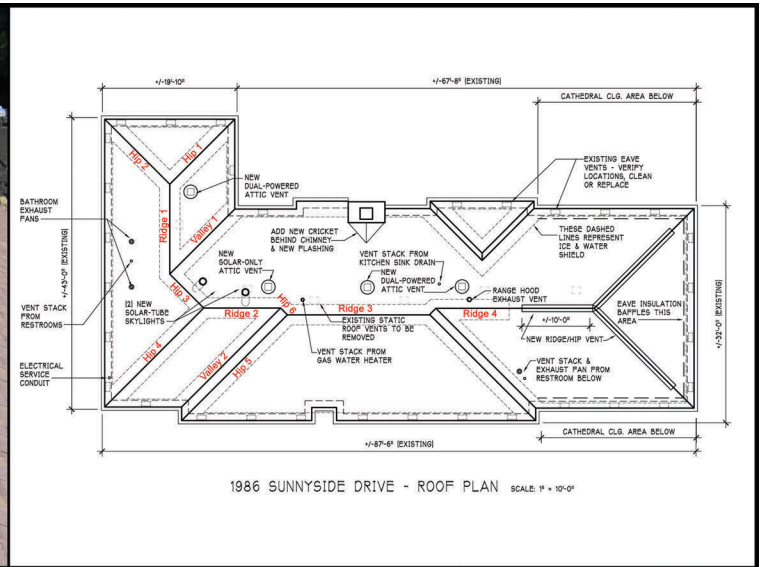 +/-19'-10"
+/-67'-8" (EXISTING)
CATHEDRAL CLG. AREA BELOW
Hip 2
Hip 1
NEW
DUAL-POWERED
ATTIC VENT
EXISTING EAVE
VENTS - VERIFY
LOCATIONS, CLEAN
OR REPLACE
BATHROOM
EXHAUST
FANS
Ridge 1
Valley 1
ADD NEW CRICKET
BEHIND CHIMNEY
& NEW FLASHING
THESE DASHED
LINES REPRESENT
ICE & WATER
SHIELD
+/-43'-0" (EXISTING)
NEW
SOLAR-ONLY
ATTIC VENT
VENT STACK FROM
KITCHEN SINK DRAIN
NEW
DUAL-POWERED
ATTIC VENT
Hip 3
VENT STACK
FROM
RESTROOMS
(2) NEW
SOLAR-TUBE
SKYLIGHTS
Hip 6
RANGE HOOD
EXHAUST VENT
EAVE INSULATION
BAFFLES THIS
AREA
+/-32'-0" (EXISTING)
Ridge 2
Ridge 3
Ridge 4
+/-10'-0"
EXISTING STATIC
ROOF VENTS TO BE
REMOVED
NEW RIDGE/HIP VENT
Hip 4
Valley 2
Hip 5
VENT STACK FROM
GAS WATER HEATER
VENT STACK &
EXHAUST FAN FROM
RESTROOM BELOW
ELECTRICAL
SERVICE
CONDUIT
CATHEDRAL CLG. AREA BELOW
+/-87'-6" (EXISTING)
1986 SUNNYSIDE DRIVE - ROOF PLAN SCALE: 1" = 10'-0"